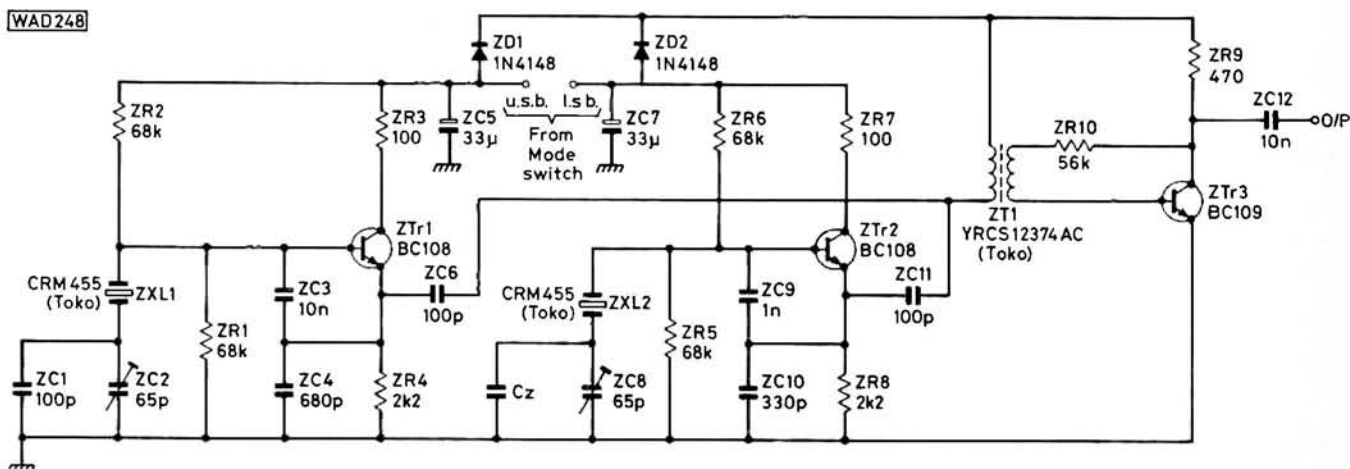 WAD248
ZD1
1N4148
ZD2
1N4148
ZR9
470
ZR2
68k
ZR3
100
ZC5
33µ
u.s.b.
l.s b.
From
Mode
switch
ZC7
33µ
ZR6
68k
ZR7
100
ZC12
10n
O/P
ZR10
56k
ZT1
YRCS12374AC
(Toko)
ZTr3
BC109
ZTr1
BC108
ZTr2
BC108
CRM455
(Toko)
ZXL1
ZC3
10n
ZC6
100p
CRM455
(Toko)
ZXL2
ZC9
1n
ZC11
100p
ZR1
68k
ZR5
68k
ZC1
100p
ZC2
65p
ZC4
680p
ZR4
2k2
Cz
ZC8
65p
ZC10
330p
ZR8
2k2